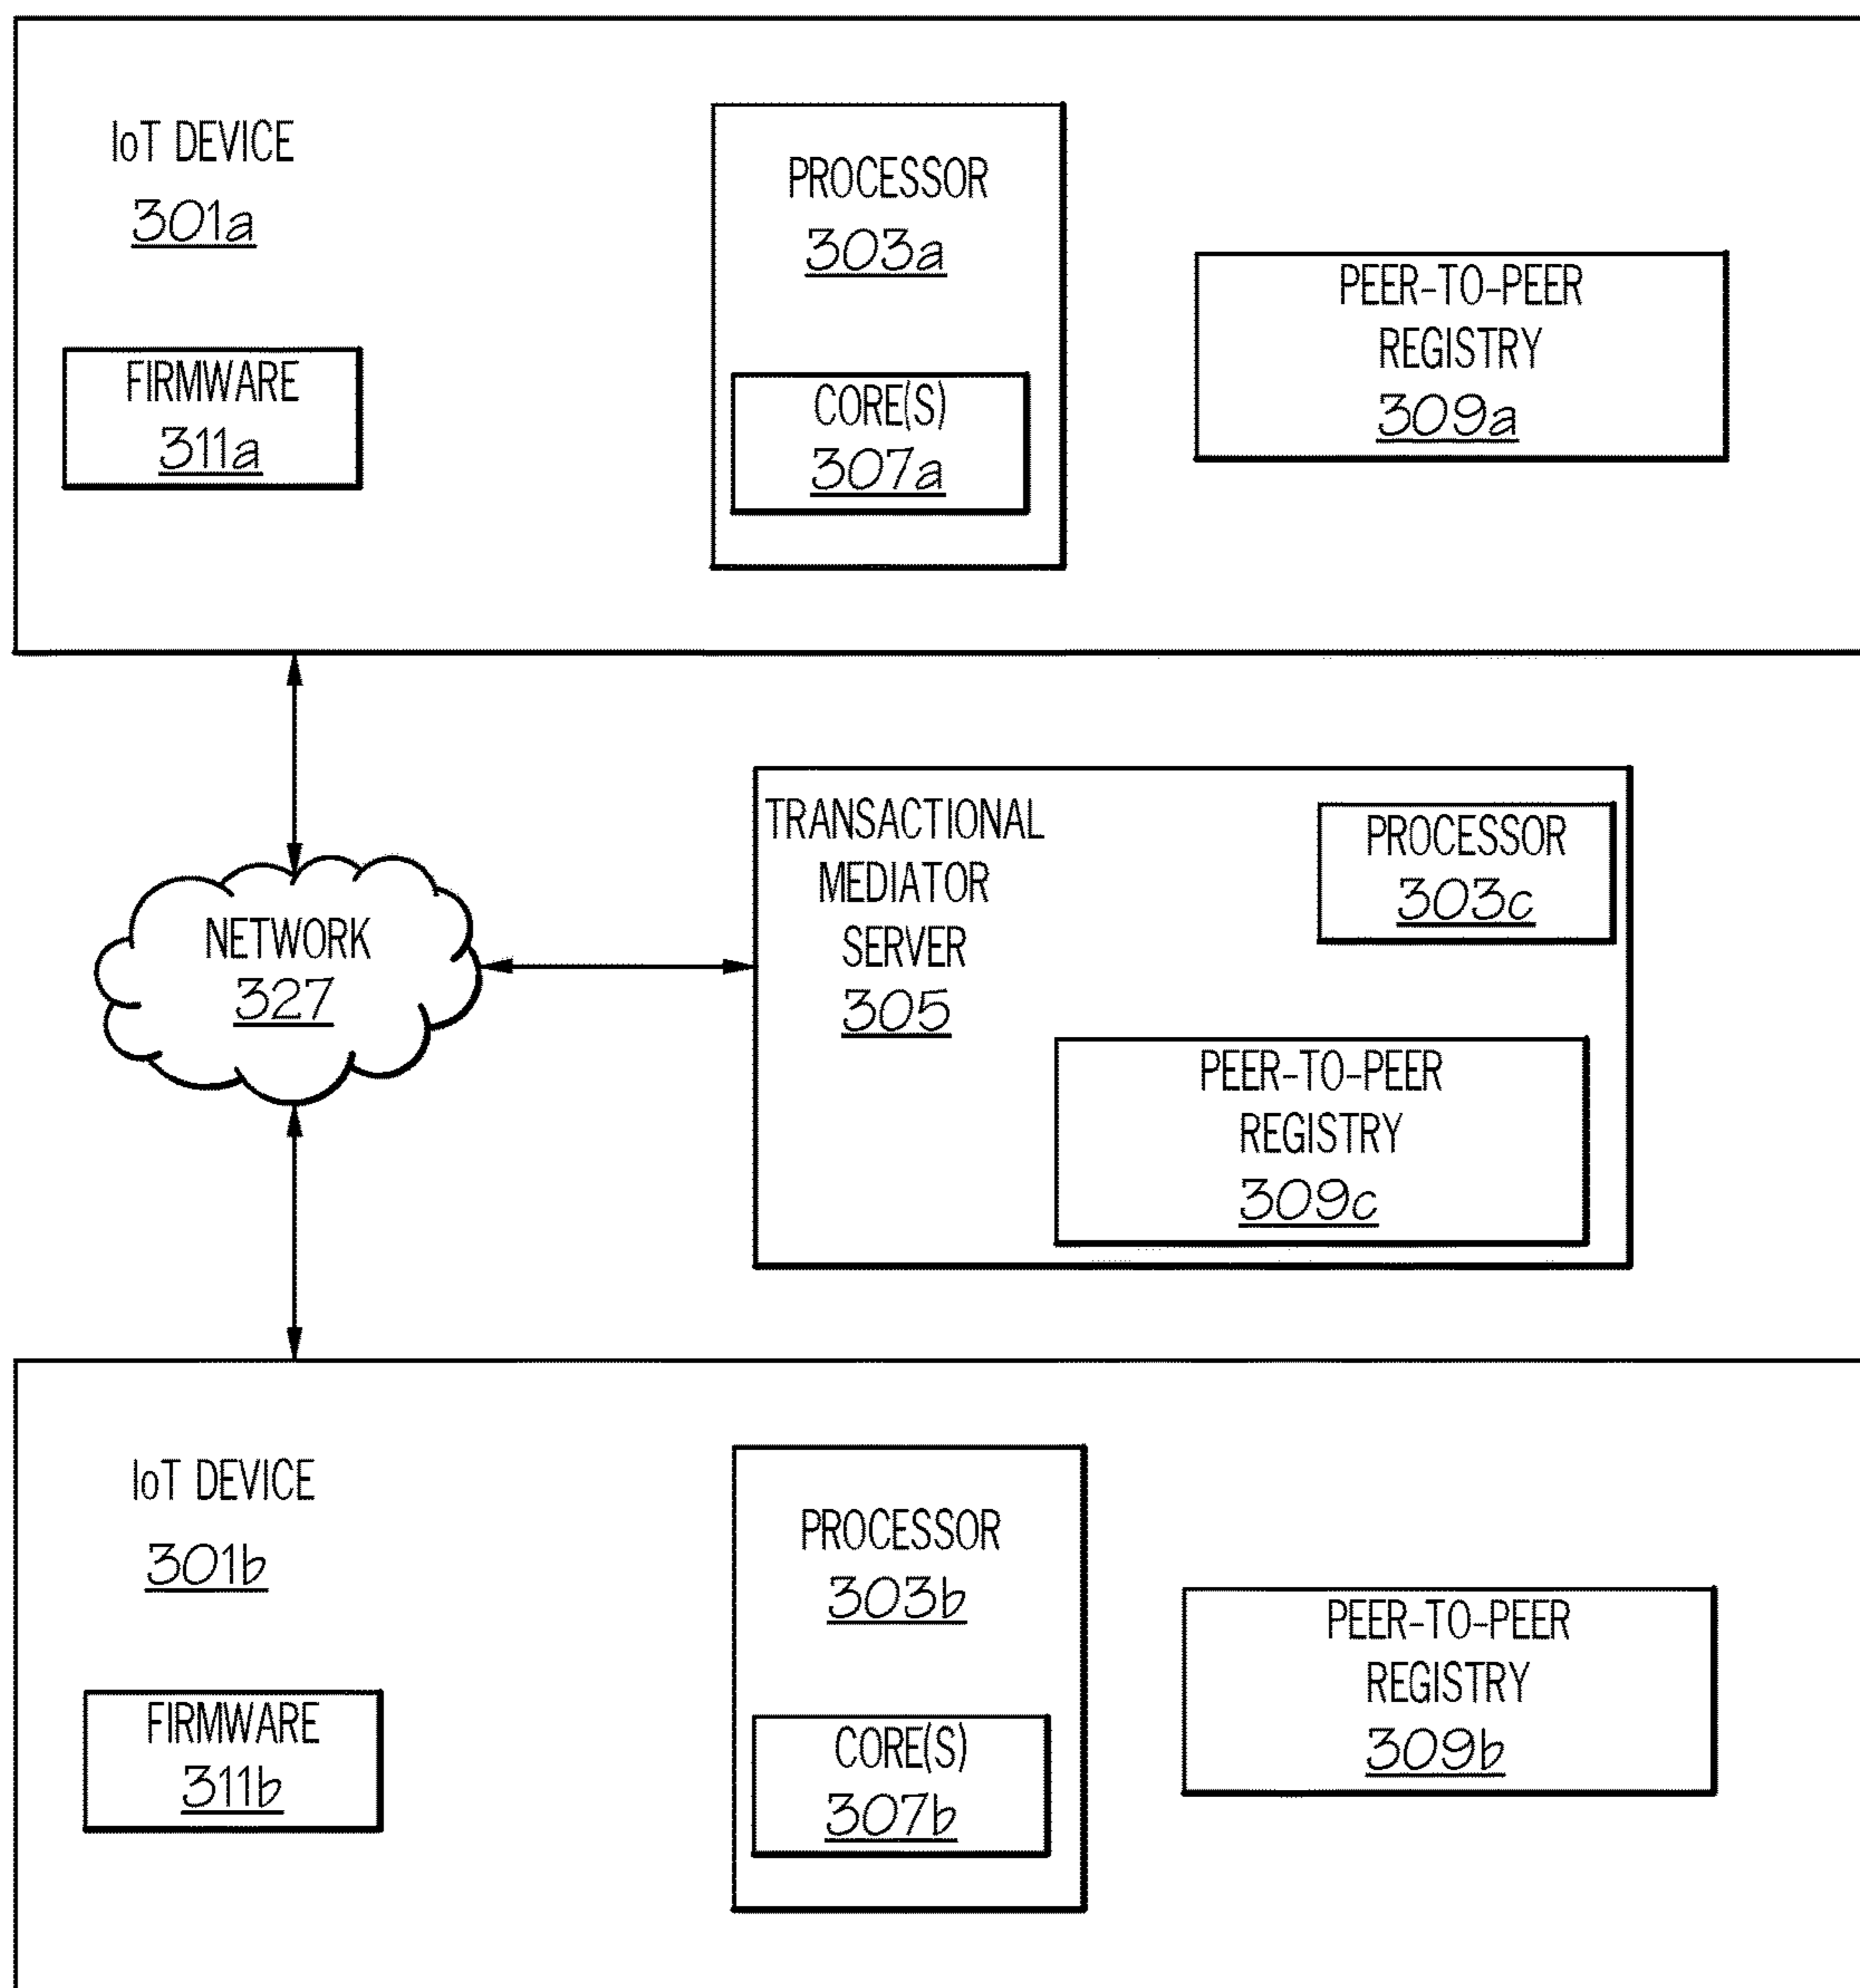 IoT DEVICE
301a
FIRMWARE
311a
PROCESSOR
303a
CORE(S)
307a
PEER-TO-PEER
REGISTRY
309a
NETWORK
327
TRANSACTIONAL
MEDIATOR
SERVER
305
PROCESSOR
303c
PEER-TO-PEER
REGISTRY
309c
IoT DEVICE
301b
FIRMWARE
311b
PROCESSOR
303b
CORE(S)
307b
PEER-TO-PEER
REGISTRY
309b